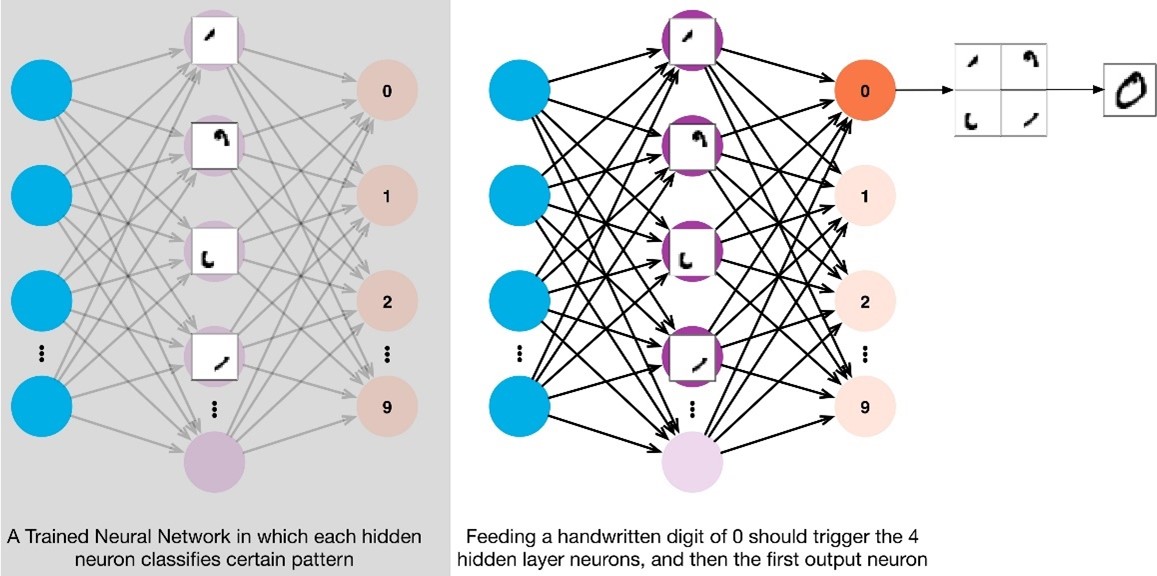 0
1
2
9
A Trained Neural Network in which each hidden
neuron classifies certain pattern
0
1
2
9
0
Feeding a handwritten digit of 0 should trigger the 4
hidden layer neurons, and then the first output neuron